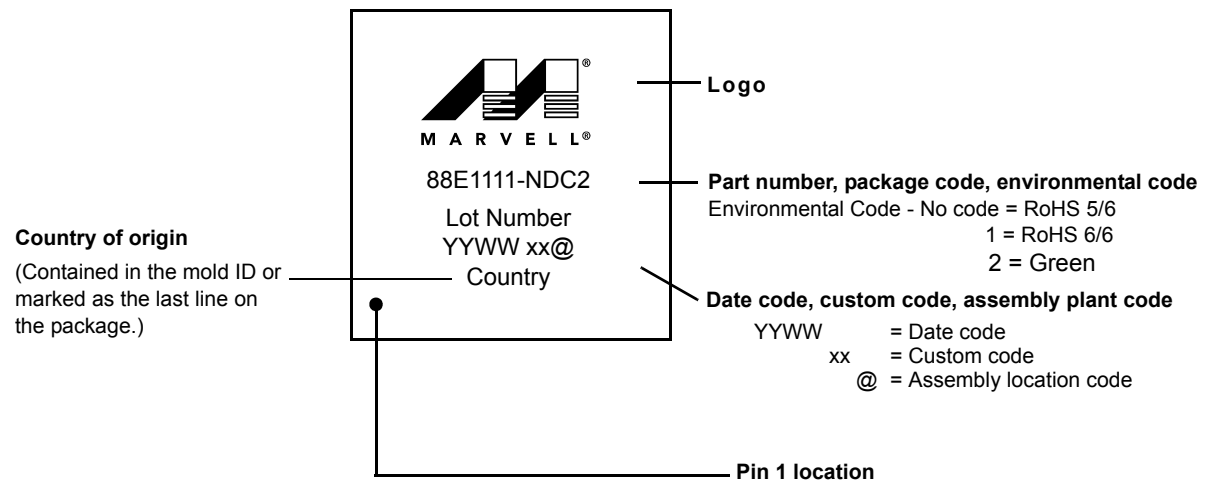 ®
MARVELL®
88E1111-NDC2
Lot Number
YYWW xx@
Country
Logo
Part number, package code, environmental code
Environmental Code - No code = RoHS 5/6
1 = RoHS 6/6
2 = Green
Country of origin
(Contained in the mold ID or
marked as the last line on
the package.)
Date code, custom code, assembly plant code
YYWW = Date code
xx = Custom code
@ = Assembly location code
Pin 1 location